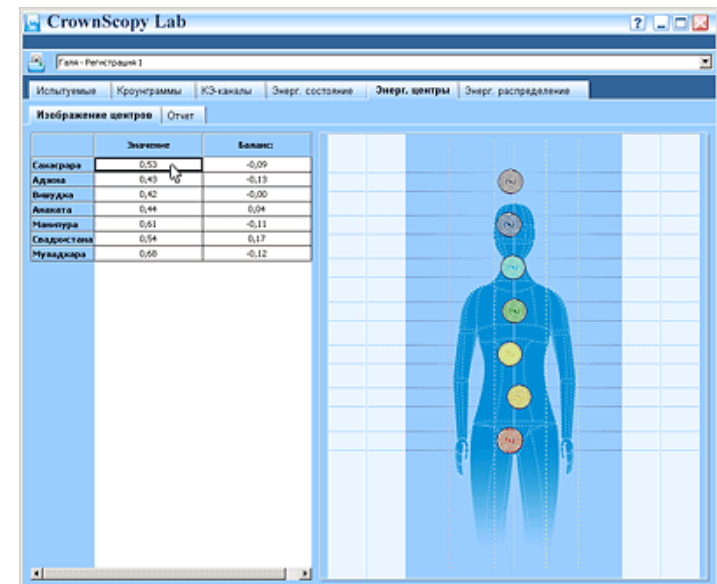 CrownScopy Lab
Галя - Регистрация 1
Испытуемые Кроунграммы КЭ-каналы Энерг. состояние Энерг. центры Энерг. распределение
Изображение центров Отчет
Значение Баланс:
Сахасрара 0,53 -0,09
Аджна 0,43 -0,13
Вишудха 0,42 -0,00
Анахата 0,44 0,04
Манипура 0,61 -0,11
Свадхистана 0,54 0,17
Муладхара 0,68 -0,12